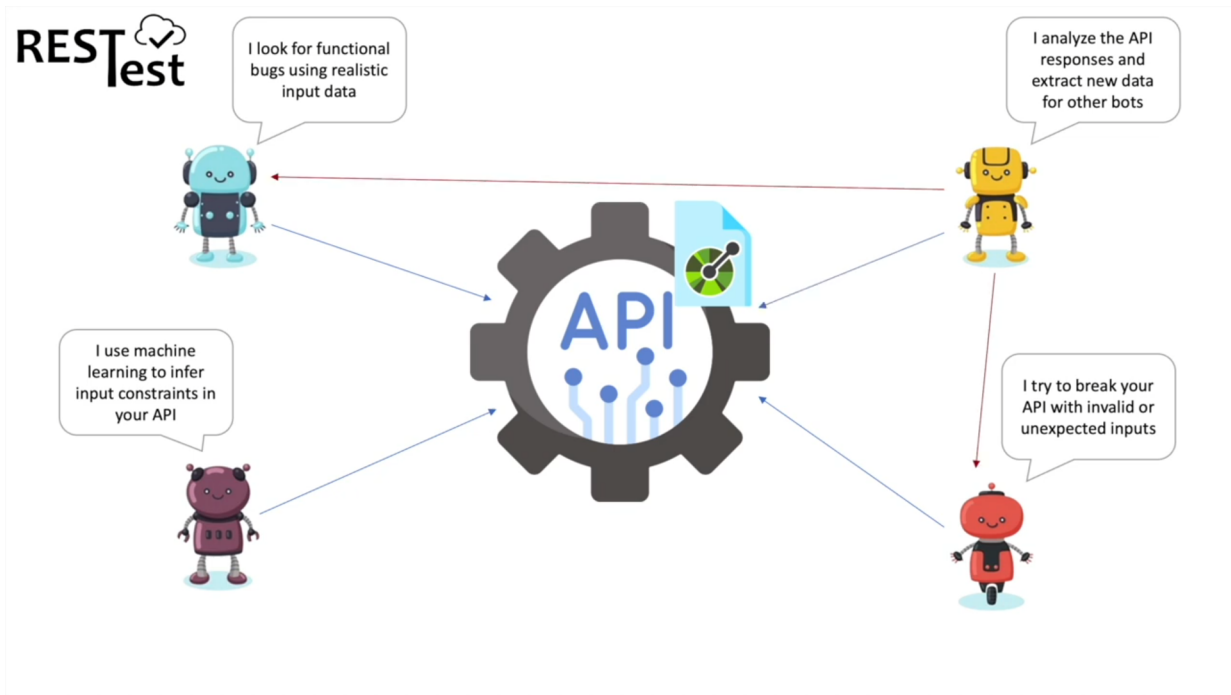 RESTest
I look for functional
bugs using realistic
input data
I analyze the API
responses and
extract new data
for other bots
API
I use machine
learning to infer
input constraints in
your API
I try to break your
API with invalid or
unexpected inputs